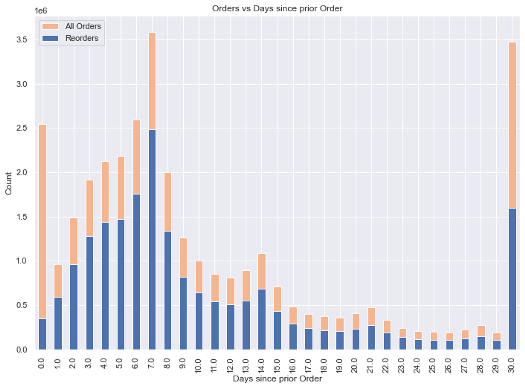 Orders vs Days since prior Order
1e6
All Orders
Reorders
3.5
3.0
2.5
2.0
1.5
1.0
0.5
0.0
Count
0.0 1.0 2.0 3.0 4.0 5.0 6.0 7.0 8.0 9.0 10.0 11.0 12.0 13.0 14.0 15.0 16.0 17.0 18.0 19.0 20.0 21.0 22.0 23.0 24.0 25.0 26.0 27.0 28.0 29.0 30.0
Days since prior Order